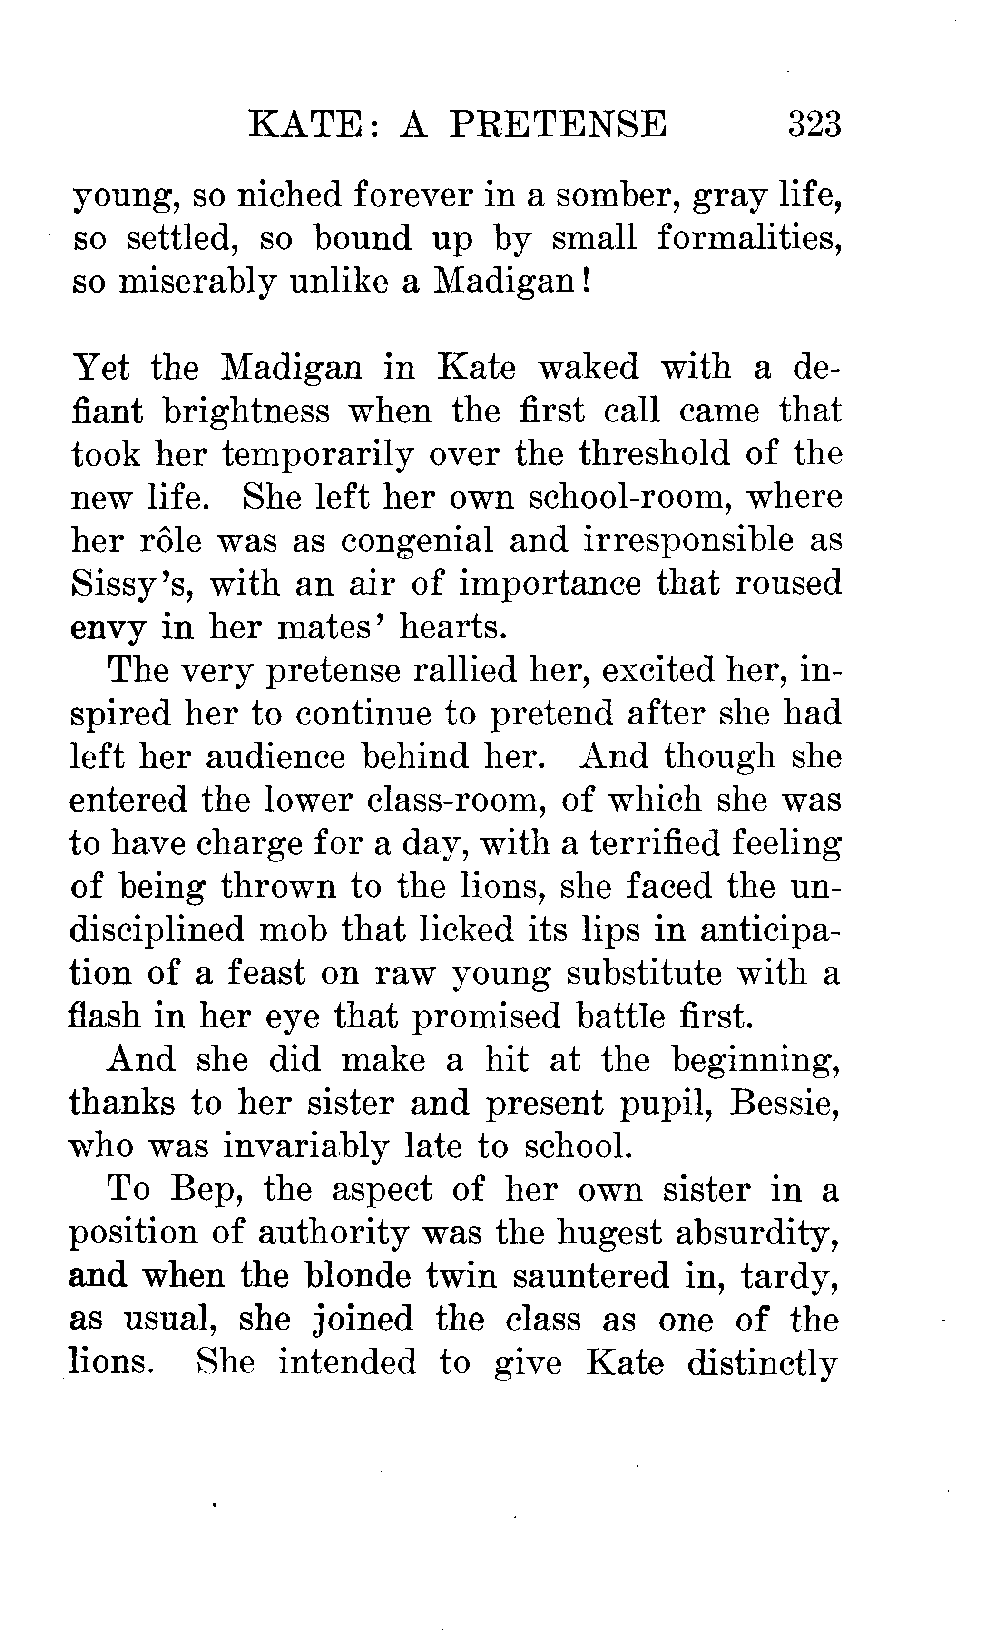 KATE: A PRETENSE 323
young, so niched forever in a somber, gray life,
so settled, so bound up by small formalities,
so miserably unlike a Madigan!
Yet the Madigan in Kate waked with a de-
fiant brightness when the first call came that
took her temporarily over the threshold of the
new life. She left her own school-room, where
her rôle was as congenial and irresponsible as
Sissy's, with an air of importance that roused
envy in her mates' hearts.
The very pretense rallied her, excited her, in-
spired her to continue to pretend after she had
left her audience behind her. And though she
entered the lower class-room, of which she was
to have charge for a day, with a terrified feeling
of being thrown to the lions, she faced the un-
disciplined mob that licked its lips in anticipa-
tion of a feast on raw young substitute with a
flash in her eye that promised battle first.
And she did make a hit at the beginning,
thanks to her sister and present pupil, Bessie,
who was invariably late to school.
To Bep, the aspect of her own sister in a
position of authority was the hugest absurdity,
and when the blonde twin sauntered in, tardy,
as usual, she joined the class as one of the
lions. She intended to give Kate distinctly